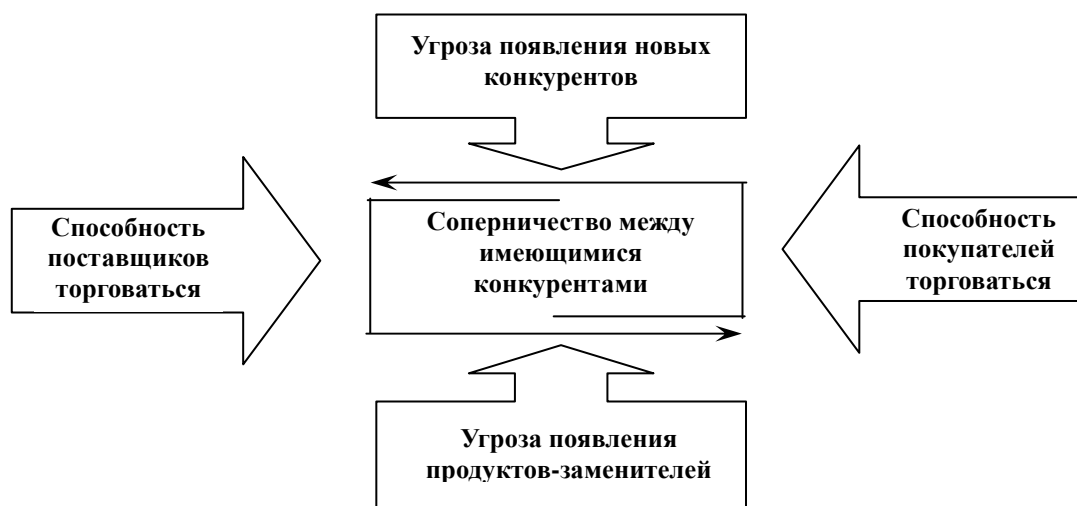 Угроза появления новых
конкурентов
Способность
поставщиков
торговаться
Соперничество между
имеющимися
конкурентами
Способность
покупателей
торговаться
Угроза появления
продуктов-заменителей